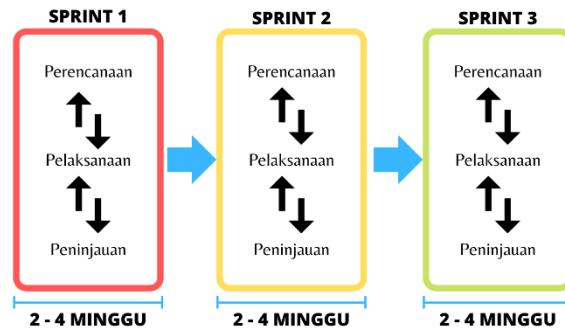 SPRINT 1
Perencanaan
Pelaksanaan
Peninjauan
2 - 4 MINGGU
SPRINT 2
Perencanaan
Pelaksanaan
Peninjauan
2 - 4 MINGGU
SPRINT 3
Perencanaan
Pelaksanaan
Peninjauan
2 - 4 MINGGU